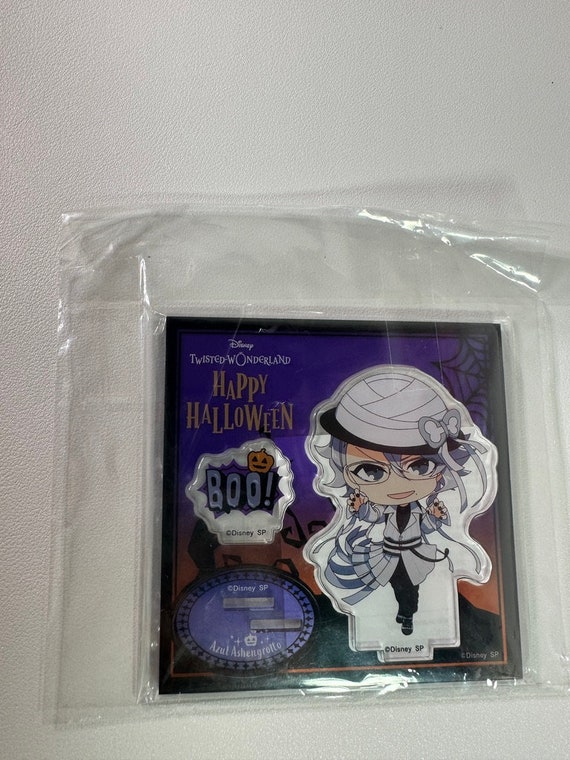 Disney
TWISTED-WONDERLAND
HAPPY
HALLOWEEN
BOO!
©Disney SP
©Disney SP
Azul Ashengrotto
©Disney SP
©Disney SP